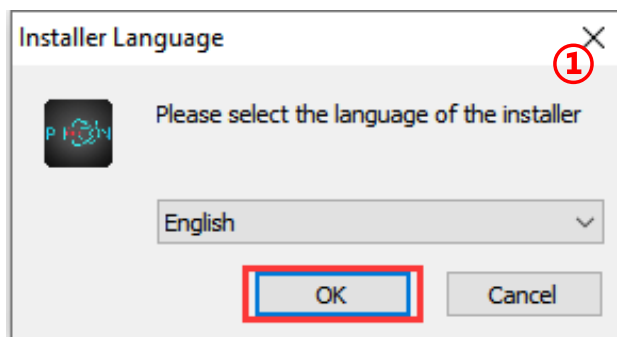 Installer Language
①
Please select the language of the installer
English
OK
Cancel